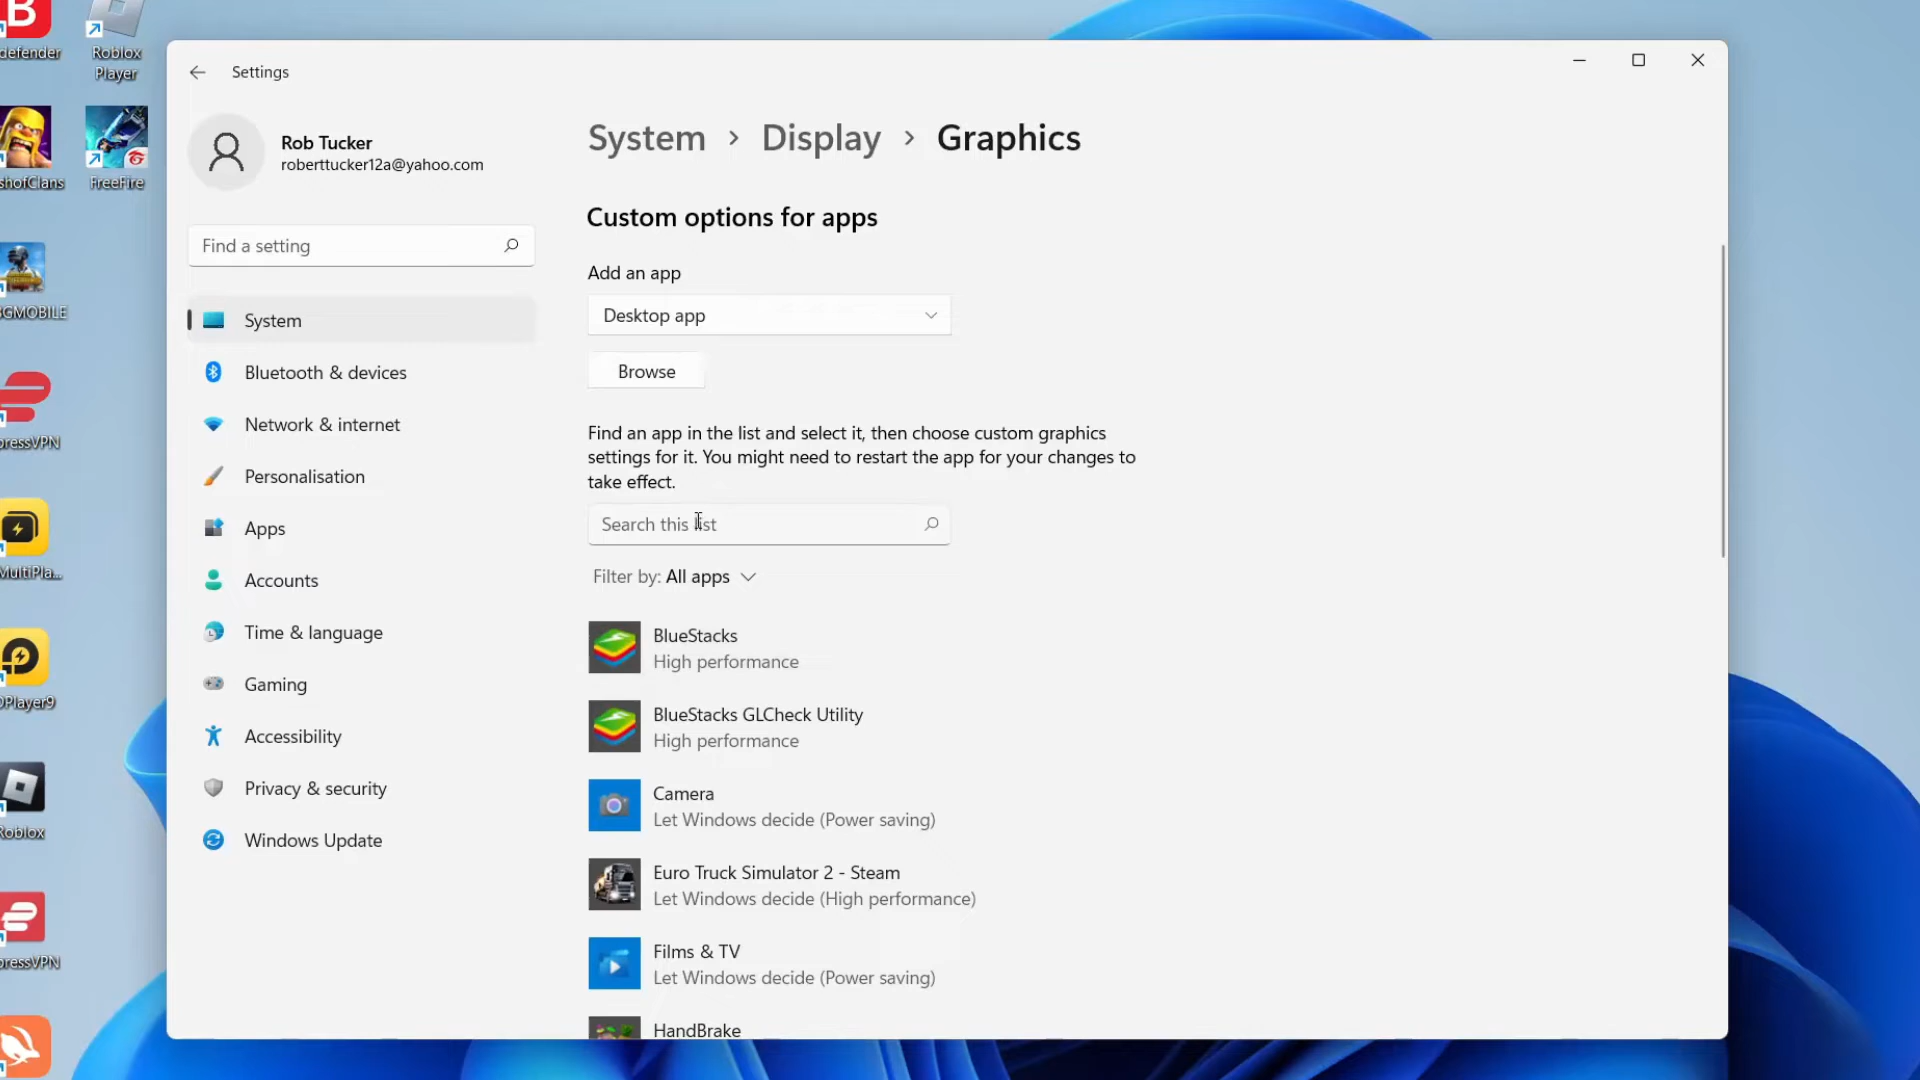 defender
Roblox
Player
shofClans
FreeFire
GMOBILE
pressVPN
MultiPla...
OPlayer9
Roblox
pressVPN
Settings
Rob Tucker
roberttucker12a@yahoo.com
Find a setting
System
Bluetooth & devices
Network & internet
Personalisation
Apps
Accounts
Time & language
Gaming
Accessibility
Privacy & security
Windows Update
System > Display > Graphics
Custom options for apps
Add an app
Desktop app
Browse
Find an app in the list and select it, then choose custom graphics
settings for it. You might need to restart the app for your changes to
take effect.
Search this list
Filter by: All apps
BlueStacks
High performance
BlueStacks GLCheck Utility
High performance
Camera
Let Windows decide (Power saving)
Euro Truck Simulator 2 - Steam
Let Windows decide (High performance)
Films & TV
Let Windows decide (Power saving)
HandBrake